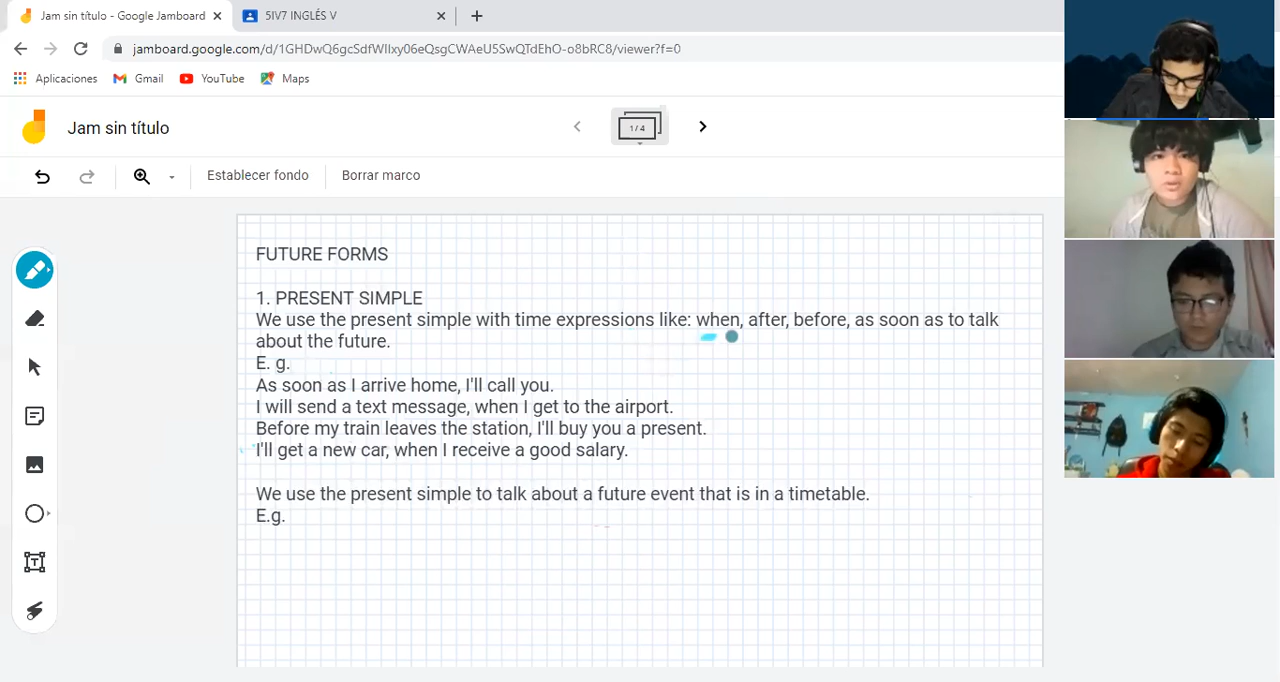 Jam sin título - Google Jamboard
5IV7 INGLÉS V
jamboard.google.com/d/1GHDwQ6gcSdfWIIxy06eQsgCWAeU5SwQTdEhO-o8bRC8/viewer?f=0
Aplicaciones Gmail YouTube Maps
Jam sin título
1 / 4
Establecer fondo Borrar marco
FUTURE FORMS
1. PRESENT SIMPLE
We use the present simple with time expressions like: when, after, before, as soon as to talk
about the future.
E. g.
As soon as I arrive home, I'll call you.
I will send a text message, when I get to the airport.
Before my train leaves the station, I'll buy you a present.
I'll get a new car, when I receive a good salary.
We use the present simple to talk about a future event that is in a timetable.
E.g.